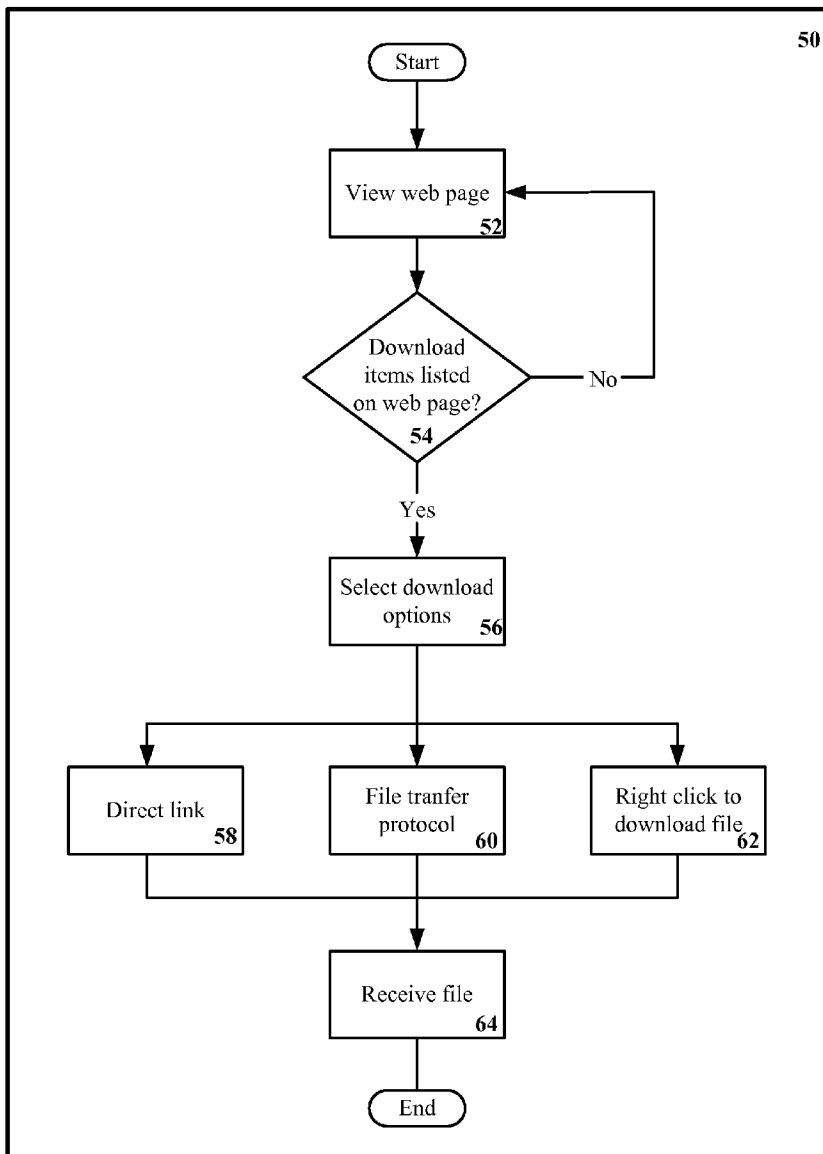 50
Start
View web page
52
Download
items listed
on web page?
54
No
Yes
Select download
options
56
Direct link
58
File tranfer
protocol
60
Right click to
download file
62
Receive file
64
End